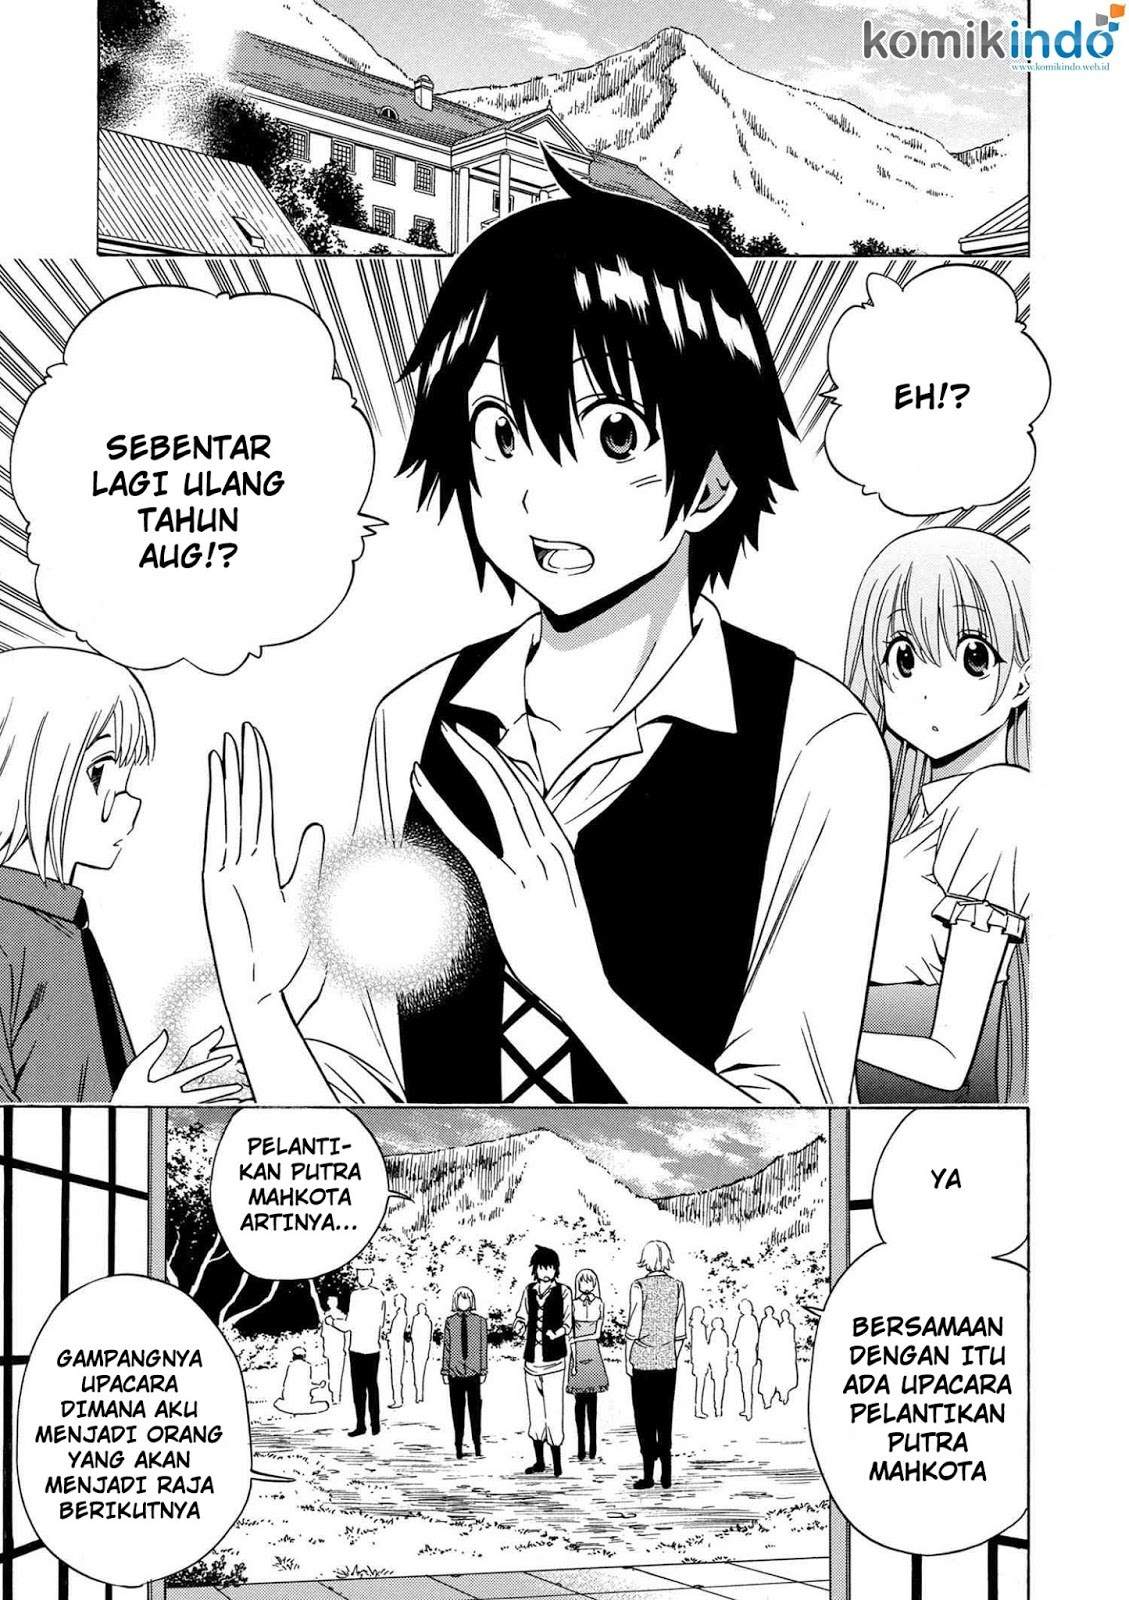 komikindo
www.komikindo.web.id
EH!?
SEBENTAR
LAGI ULANG
TAHUN
AUG!?
YA
BERSAMAAN
DENGAN ITU
ADA UPACARA
PELANTIKAN
PUTRA
MAHKOTA
PELANTI-
KAN PUTRA
MAHKOTA
ARTINYA...
GAMPANGNYA
UPACARA
DIMANA AKU
MENJADI ORANG
YANG AKAN
MENJADI RAJA
BERIKUTNYA